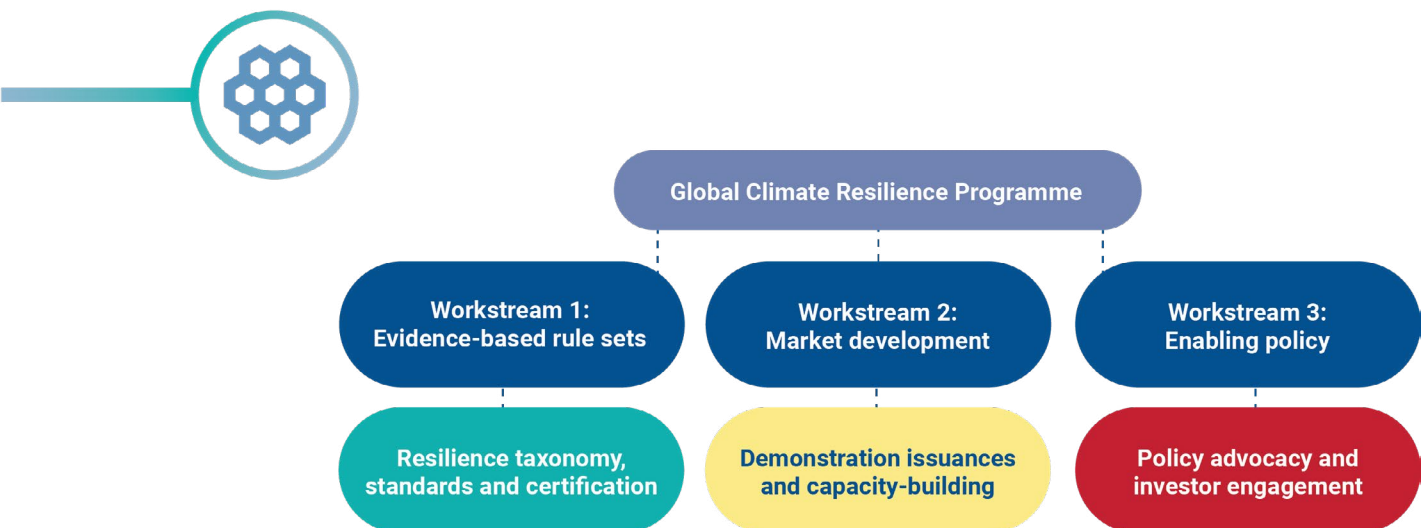 Global Climate Resilience Programme
Workstream 1:
Evidence-based rule sets
Workstream 2:
Market development
Workstream 3:
Enabling policy
Resilience taxonomy,
standards and certification
Demonstration issuances
and capacity-building
Policy advocacy and
investor engagement